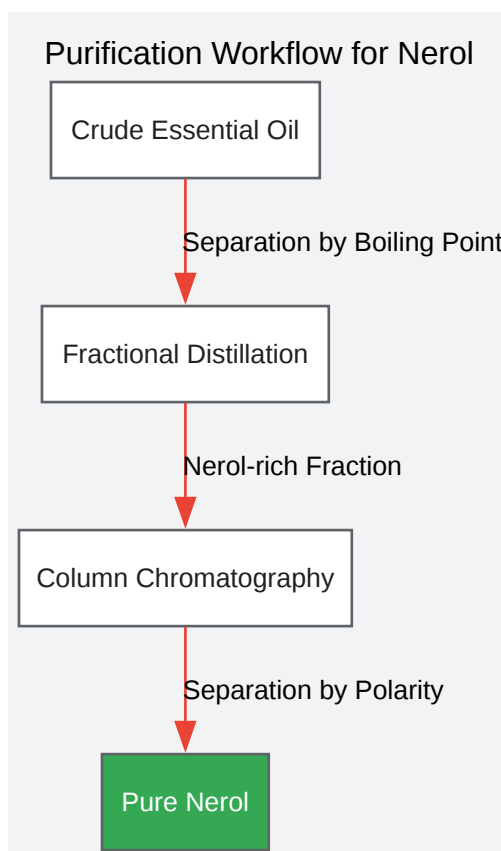 Purification Workflow for Nerol
Crude Essential Oil
Separation by Boiling Point
Fractional Distillation
Nerol-rich Fraction
Column Chromatography
Separation by Polarity
Pure Nerol